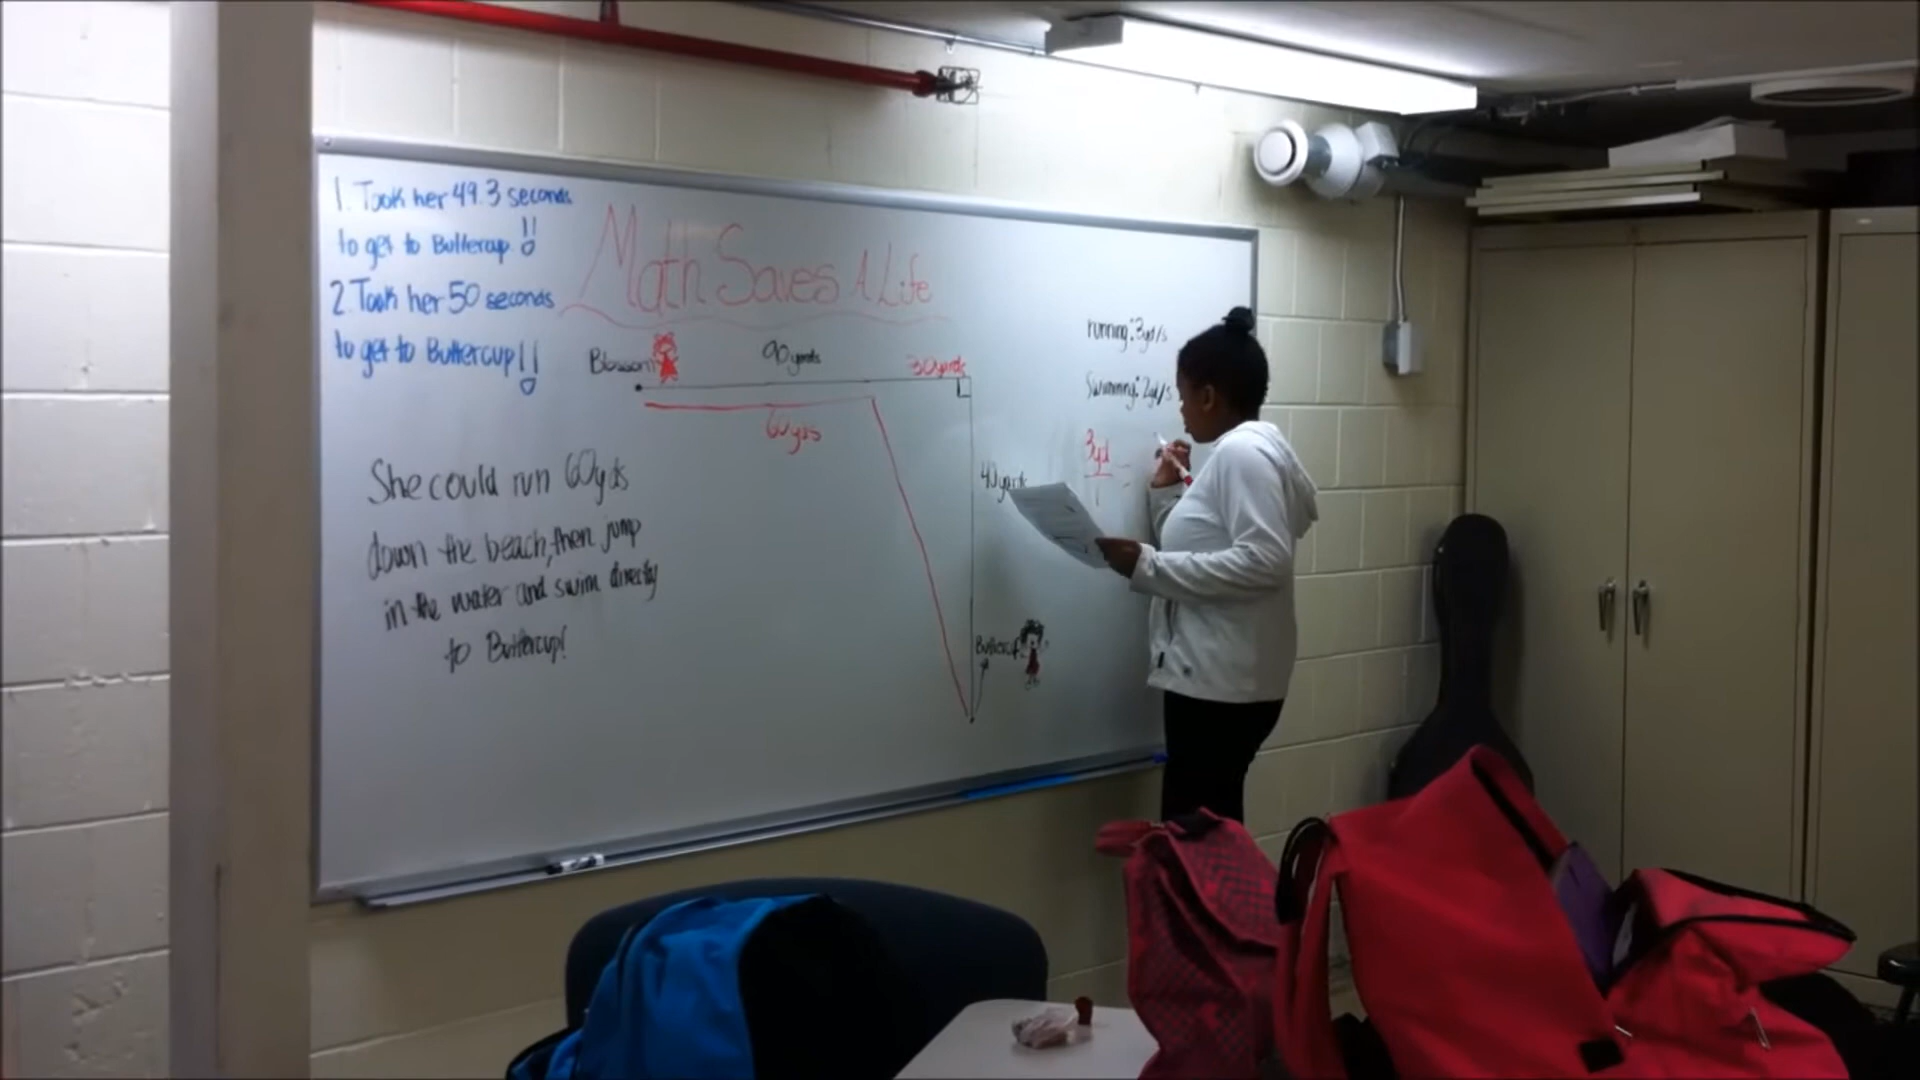 1. Took her 49.3 seconds
to get to Buttercup!!
2. Took her 50 seconds
to get to Buttercup!!
Math Saves A Life
Blossom
90 yards
30 yards
60 yds
40 yards
Buttercup
She could run 60yds
down the beach, then jump
in the water and swim directly
to Buttercup!
running: 3yd/s
Swimming: 2yd/s
3yd =
1